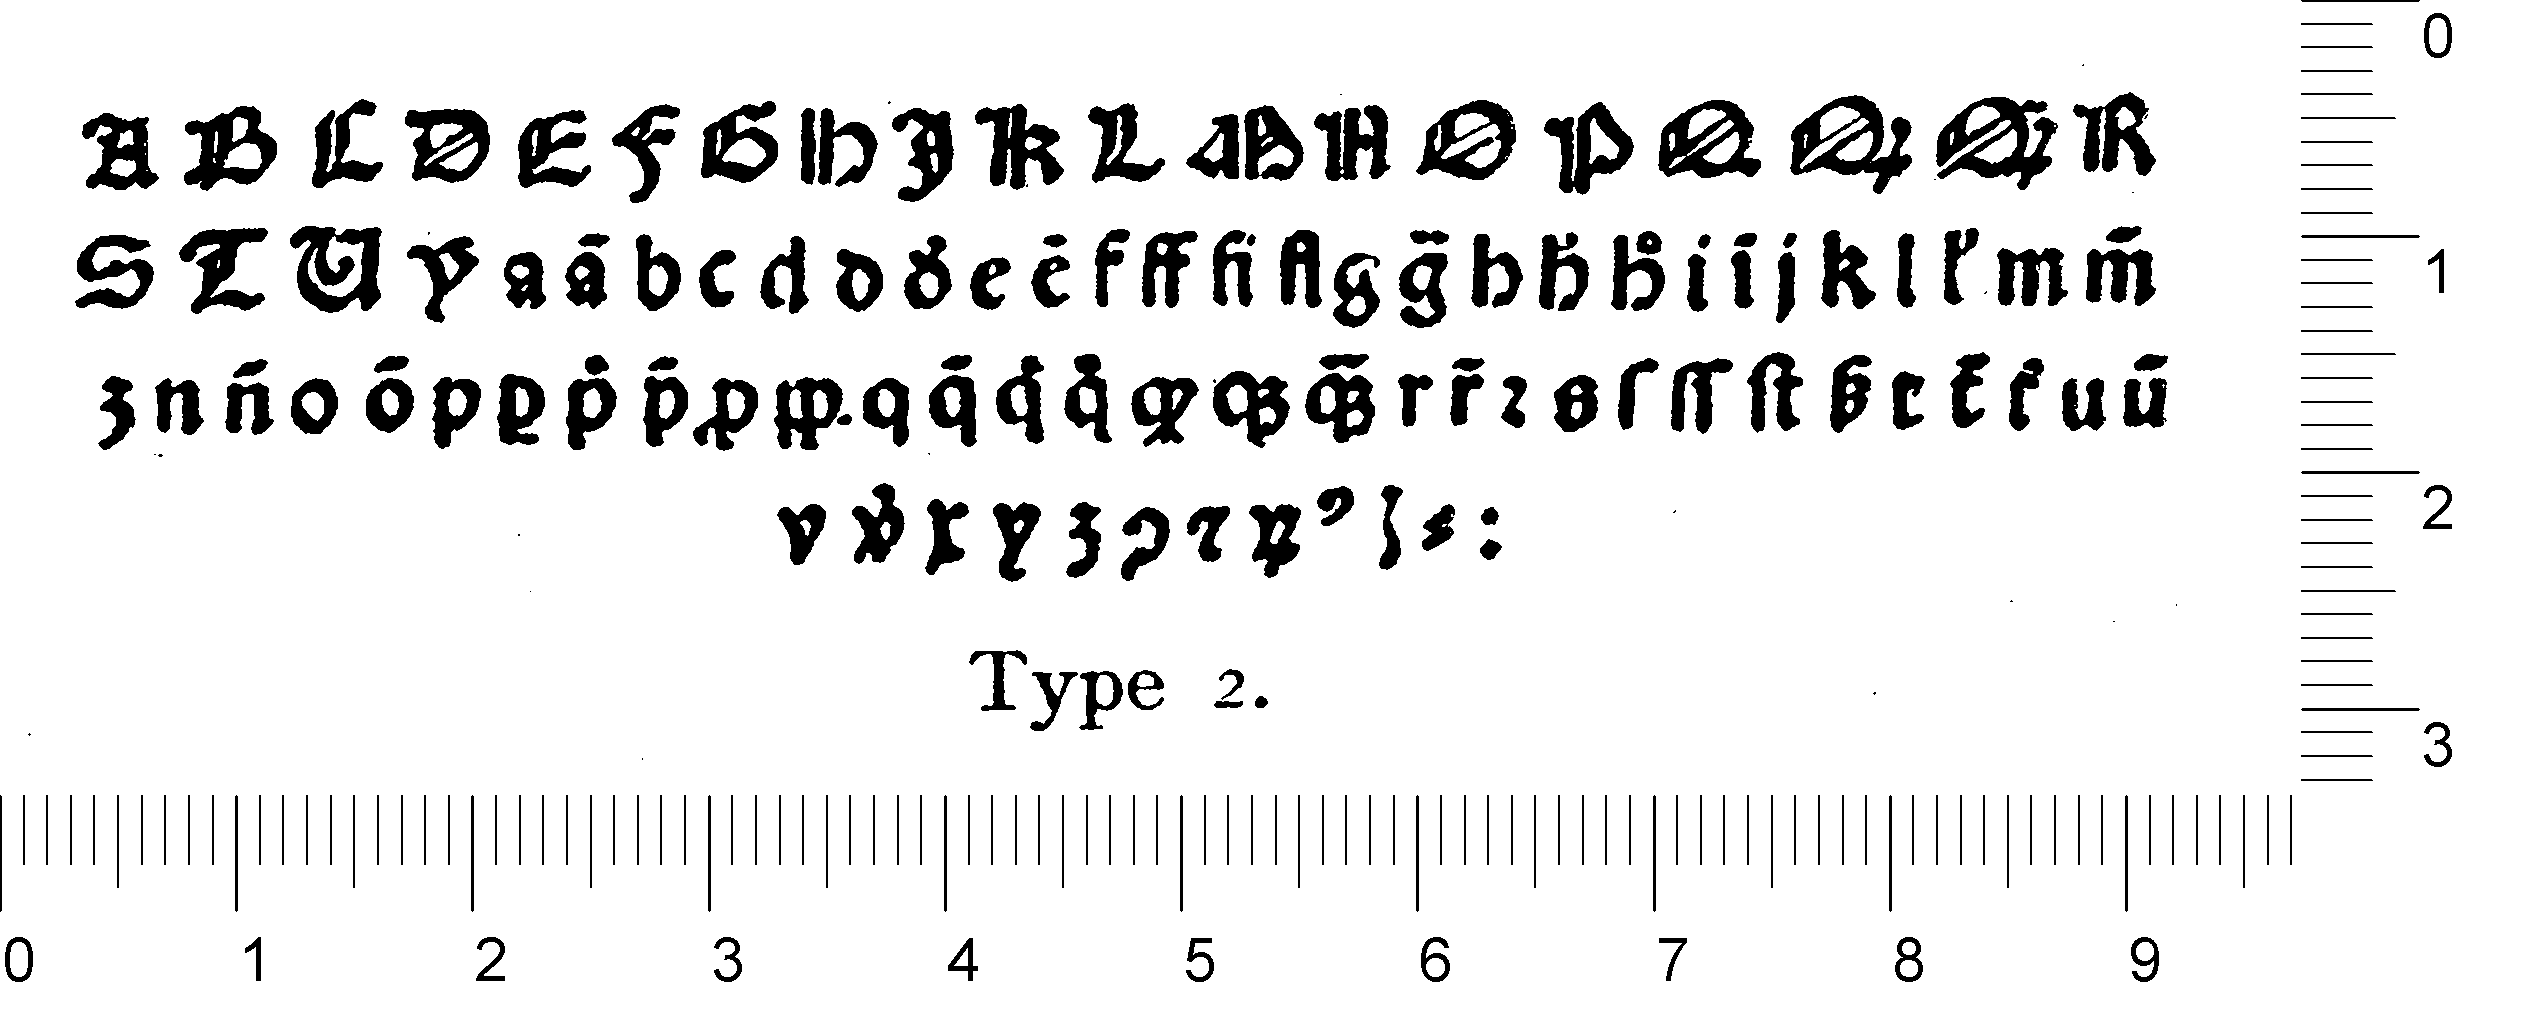 A B C D E F G H I K L M N O P Q Q Q R
S T U Y a ā b c d d e ē f ff fi fl g h i ī j k l m m̄
n n̄ o ō p ꝑ p̄ ꝓ q q̄ r r̄ ꝛ s ſ ſſ ſt c u ū
v x y
:
Type 2.
0 1 2 3
0 1 2 3 4 5 6 7 8 9